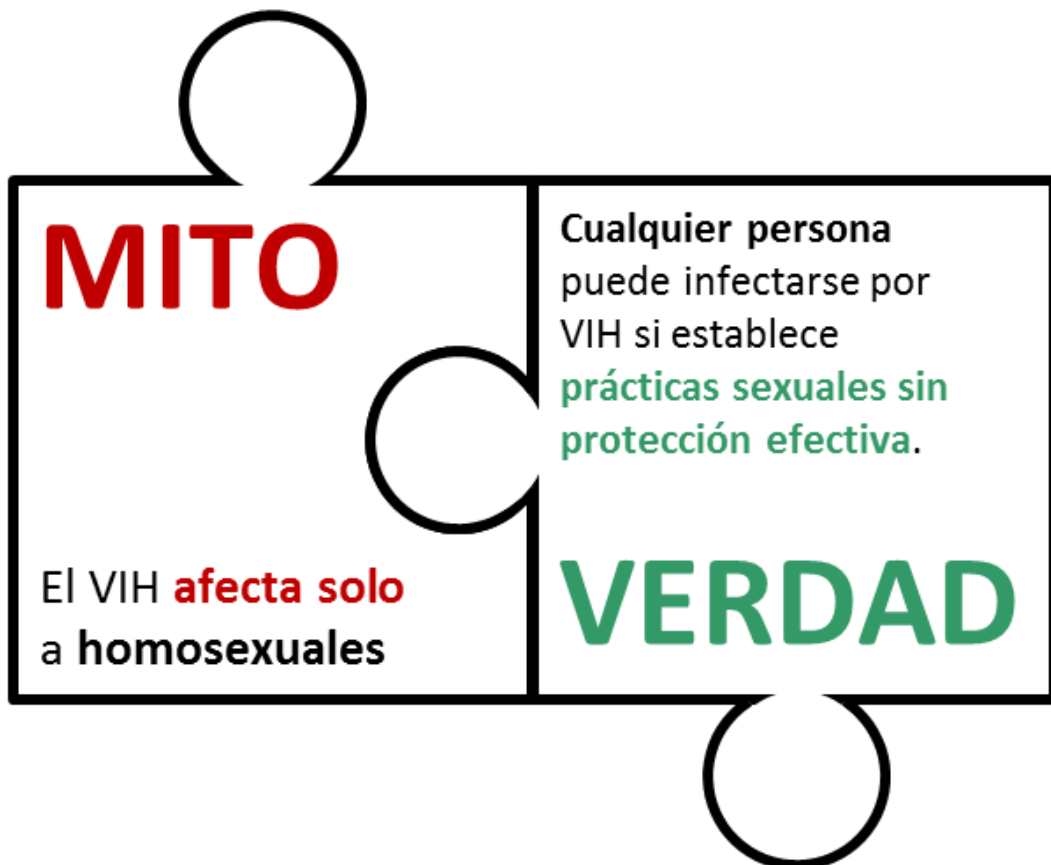 MITO
El VIH afecta solo
a homosexuales
Cualquier persona
puede infectarse por
VIH si establece
prácticas sexuales sin
protección efectiva.
VERDAD